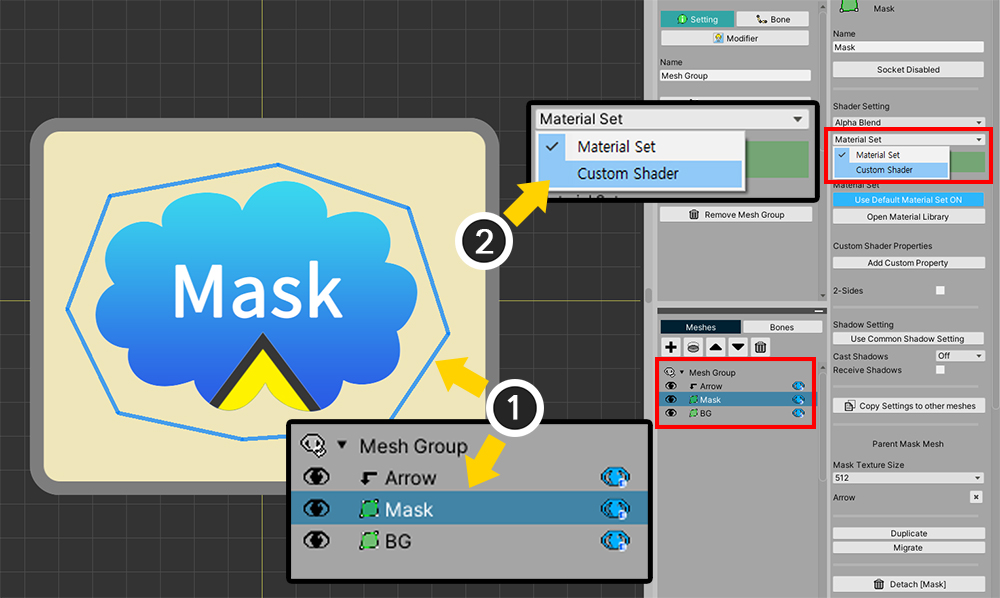 Mask
1
2
Mesh Group
Arrow
Mask
BG
Material Set
Material Set
Custom Shader
Setting
Bone
Modifier
Name
Mesh Group
Remove Mesh Group
Meshes
Bones
Mesh Group
Arrow
Mask
BG
Mask
Name
Mask
Socket Disabled
Shader Setting
Alpha Blend
Material Set
Material Set
Custom Shader
Material Set
Use Default Material Set ON
Open Material Library
Custom Shader Properties
Add Custom Property
2-Sides
Shadow Setting
Use Common Shadow Setting
Cast Shadows
Off
Receive Shadows
Copy Settings to other meshes
Parent Mask Mesh
Mask Texture Size
512
Arrow
Duplicate
Migrate
Detach [Mask]